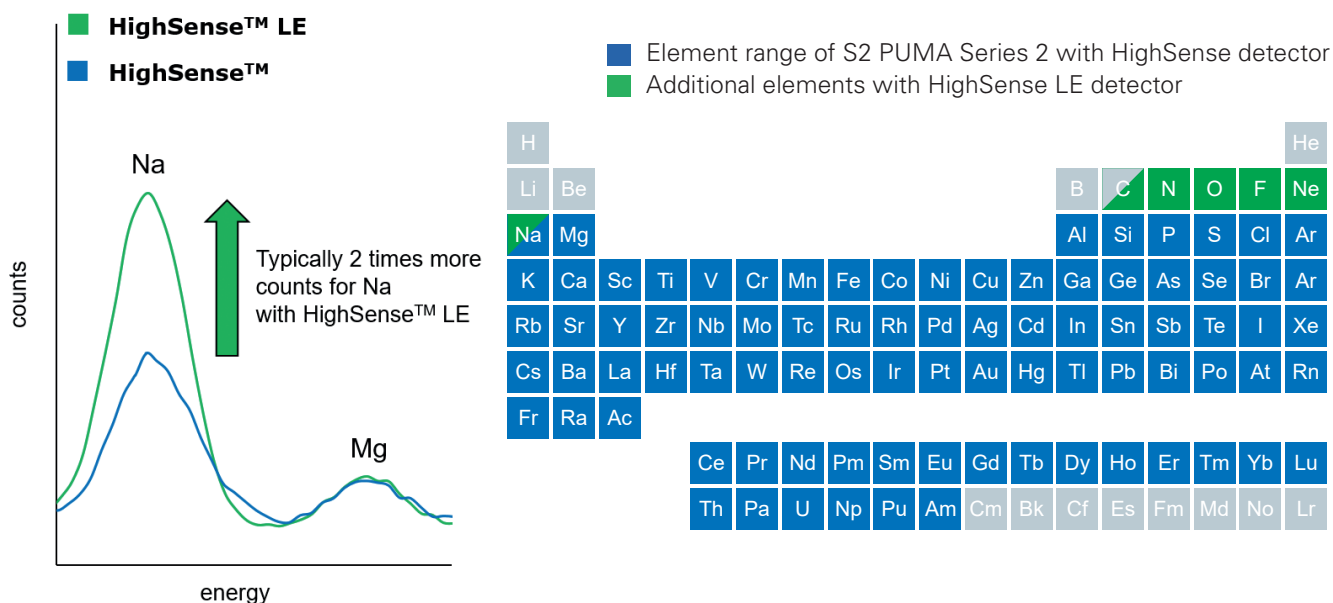 HighSense™ LE
HighSense™
Na
Typically 2 times more
counts for Na
with HighSense™ LE
Mg
counts
energy
Element range of S2 PUMA Series 2 with HighSense detector
Additional elements with HighSense LE detector
H He
Li Be B C N O F Ne
Na Mg Al Si P S Cl Ar
K Ca Sc Ti V Cr Mn Fe Co Ni Cu Zn Ga Ge As Se Br Ar
Rb Sr Y Zr Nb Mo Tc Ru Rh Pd Ag Cd In Sn Sb Te I Xe
Cs Ba La Hf Ta W Re Os Ir Pt Au Hg Tl Pb Bi Po At Rn
Fr Ra Ac
Ce Pr Nd Pm Sm Eu Gd Tb Dy Ho Er Tm Yb Lu
Th Pa U Np Pu Am Cm Bk Cf Es Fm Md No Lr